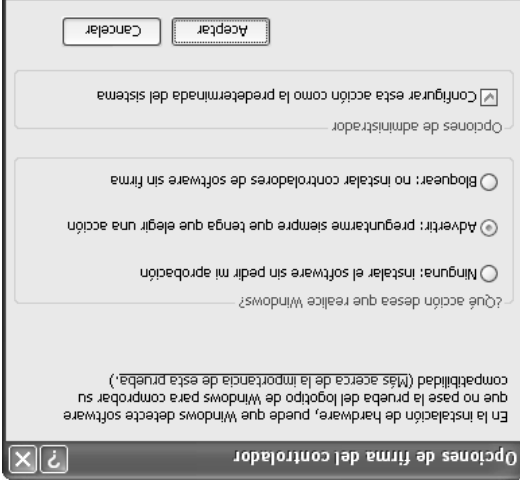 Opciones de firma del controlador
En la instalación de hardware, puede que Windows detecte software
que no pase la prueba del logotipo de Windows para comprobar su
compatibilidad (Más acerca de la importancia de esta prueba.)
¿Qué acción desea que realice Windows?
Ninguna: instalar el software sin pedir mi aprobación
Advertir: preguntarme siempre que tenga que elegir una acción
Bloquear: no instalar controladores de software sin firma
Opciones de administrador
Configurar esta acción como la predeterminada del sistema
Aceptar Cancelar